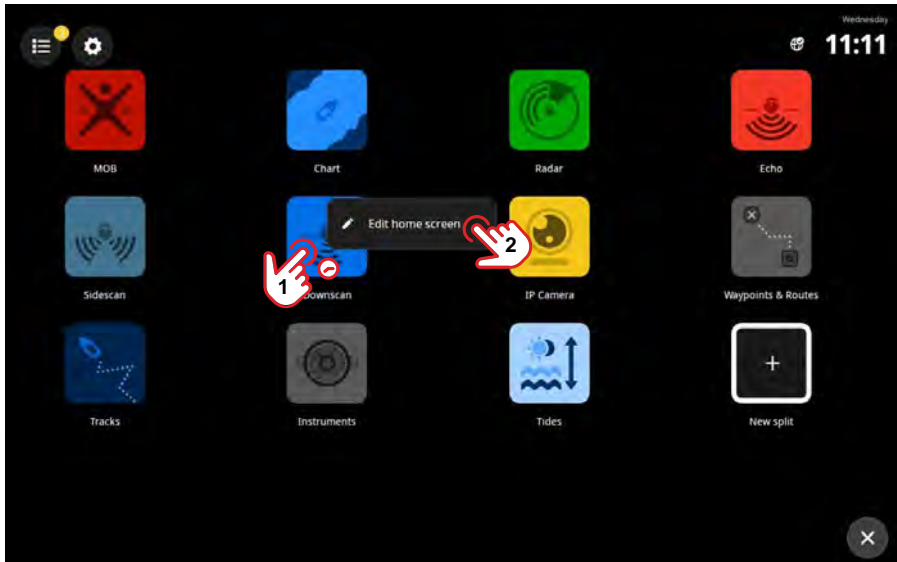 Wednesday
11:11
MOB
Chart
Radar
Echo
Edit home screen
1
2
Sidescan
Downscan
IP Camera
Waypoints & Routes
Tracks
Instruments
Tides
New split